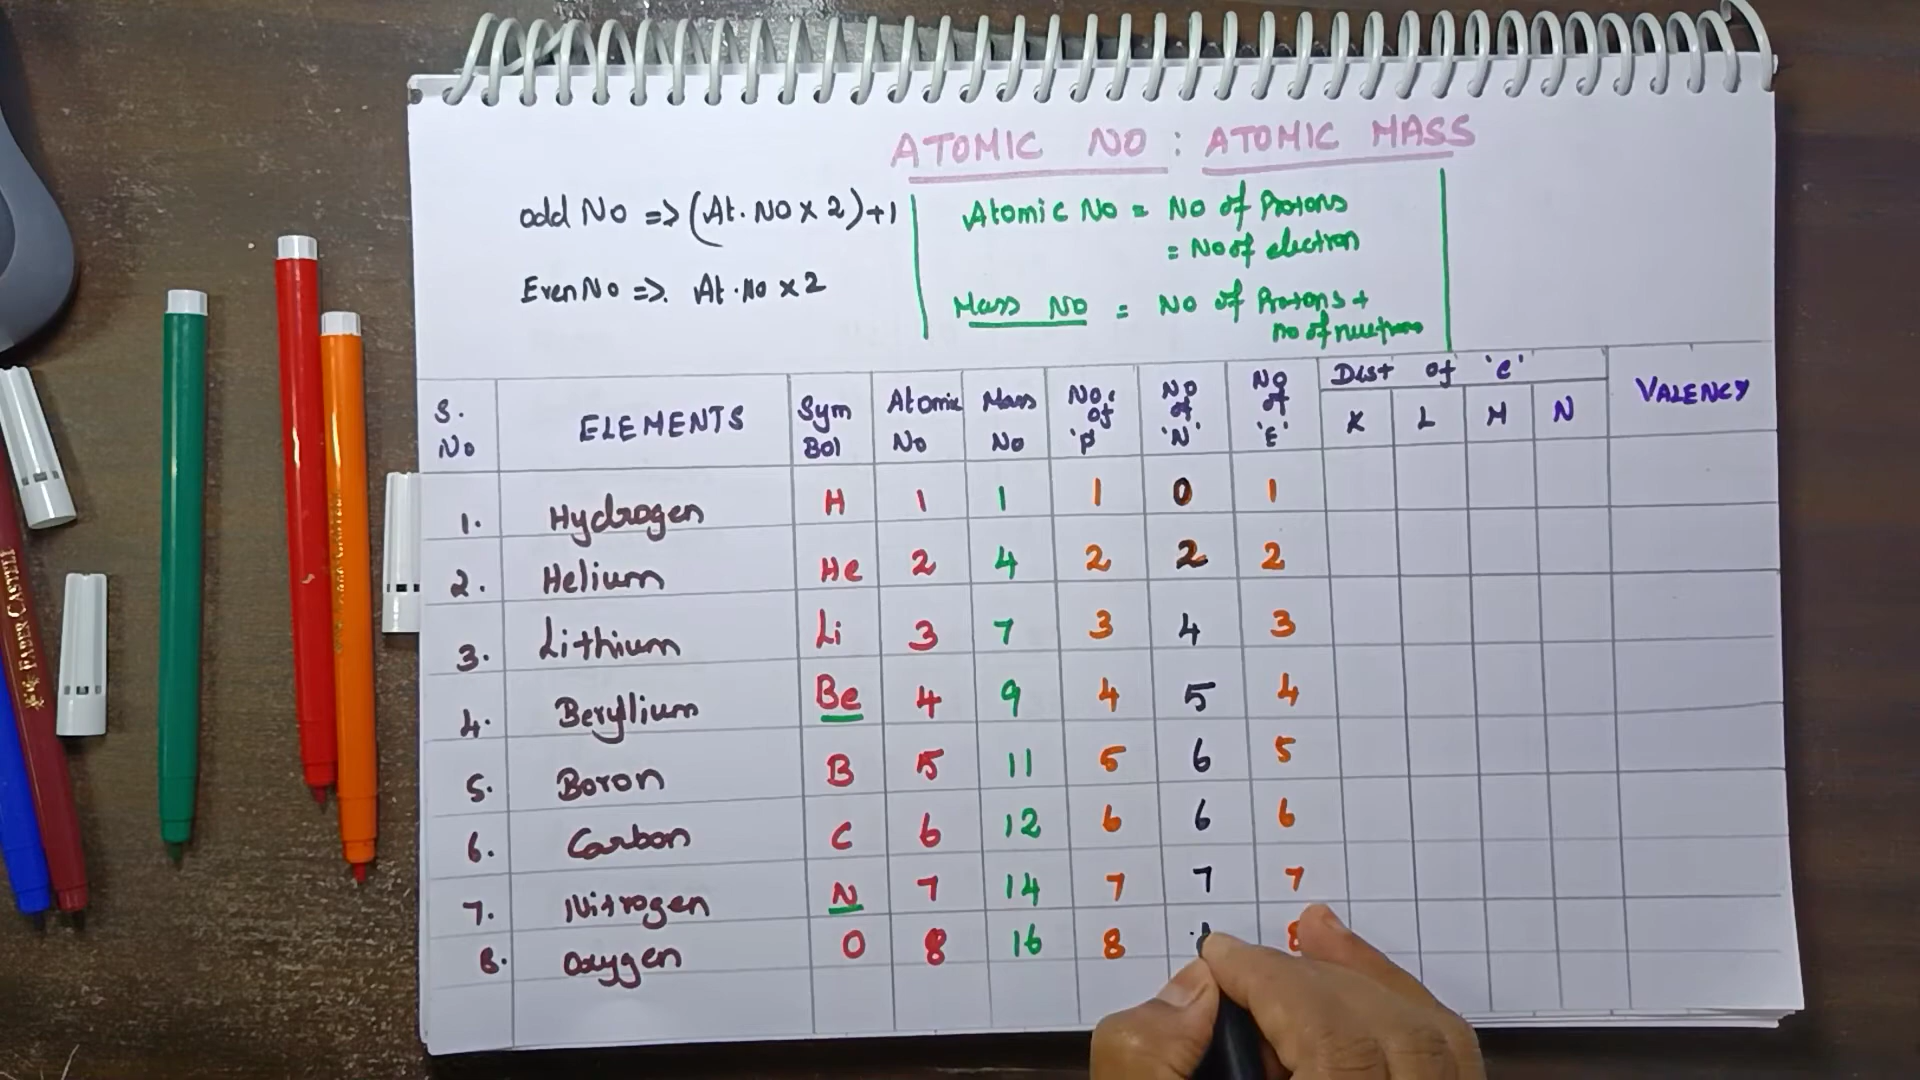 ATOMIC NO : ATOMIC MASS
odd No => (At. NO x 2)+1
Even No => At. No x 2
Atomic No = No of Protons
= No of electron
Mass No = No of Protons +
no of neutrons
S. No ELEMENTS Sym Bol Atomic No Mass No No. of 'P' NO of 'N' NO of 'E' Dist of 'e' K L M N VALENCY
1. Hydrogen H 1 1 1 0 1
2. Helium He 2 4 2 2 2
3. Lithium Li 3 7 3 4 3
4. Beryllium Be 4 9 4 5 4
5. Boron B 5 11 5 6 5
6. Carbon C 6 12 6 6 6
7. Nitrogen N 7 14 7 7 7
8. Oxygen O 8 16 8 8
FABER CASTELL